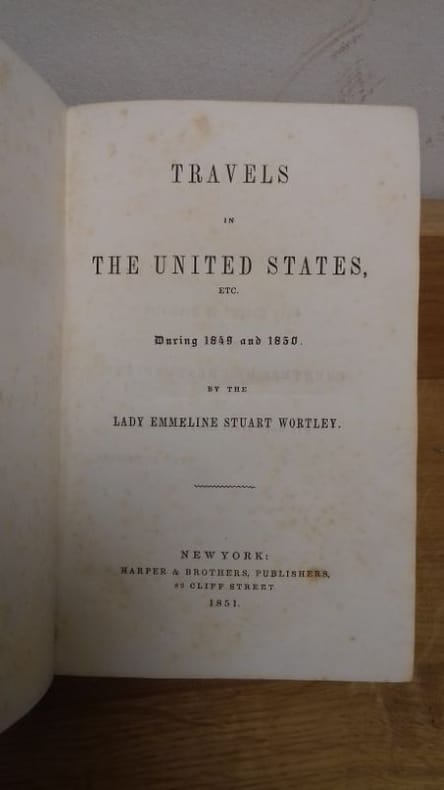 TRAVELS
IN
THE UNITED STATES,
ETC.
During 1849 and 1850.
BY THE
LADY EMMELINE STUART WORTLEY.
NEW YORK:
HARPER & BROTHERS, PUBLISHERS,
82 CLIFF STREET
1851.